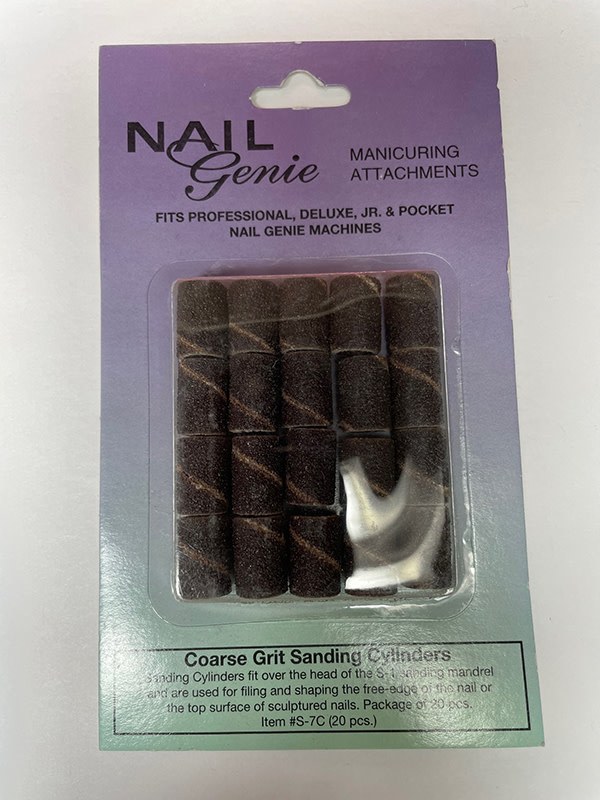 NAIL
Genie
MANICURING
ATTACHMENTS
FITS PROFESSIONAL, DELUXE, JR. & POCKET
NAIL GENIE MACHINES
Coarse Grit Sanding Cylinders
Sanding Cylinders fit over the head of the S-1 sanding mandrel
and are used for filing and shaping the free-edge of the nail or
the top surface of sculptured nails. Package of 20 pcs.
Item #S-7C (20 pcs.)